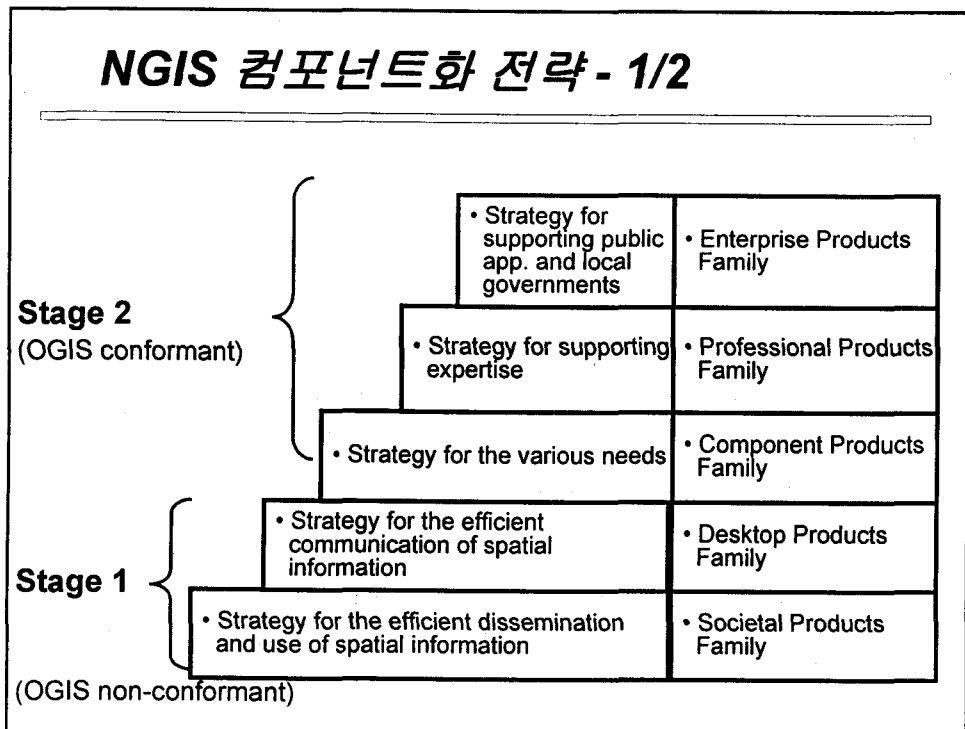 NGIS 컴포넌트화 전략 - 1/2
• Strategy for
supporting public
app. and local
governments
• Enterprise Products
Family
Stage 2
(OGIS conformant)
• Strategy for supporting
expertise
• Professional Products
Family
• Strategy for the various needs
• Component Products
Family
• Strategy for the efficient
communication of spatial
information
• Desktop Products
Family
Stage 1
• Strategy for the efficient dissemination
and use of spatial information
• Societal Products
Family
(OGIS non-conformant)